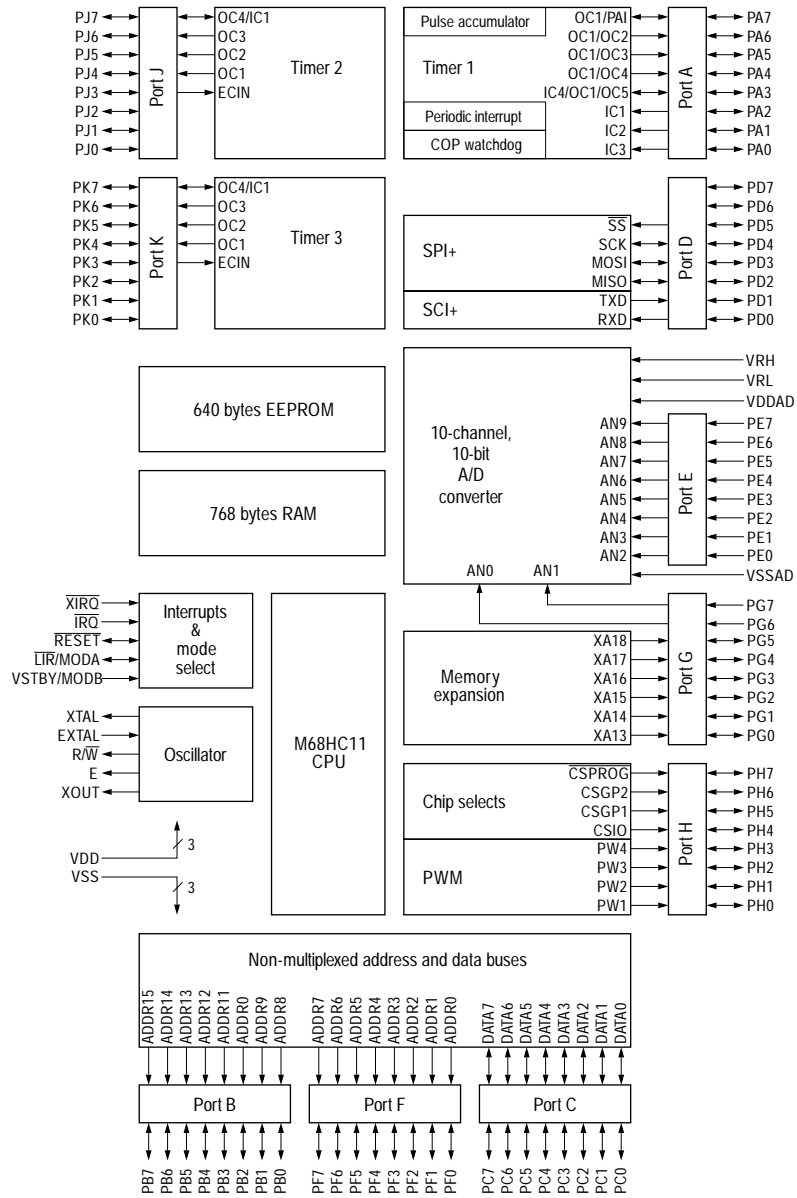 PJ7
PJ6
PJ5
PJ4
PJ3
PJ2
PJ1
PJ0
Port J
OC4/IC1
OC3
OC2
OC1
ECIN
Timer 2
Pulse accumulator
Timer 1
Periodic interrupt
COP watchdog
OC1/PAI
OC1/OC2
OC1/OC3
OC1/OC4
IC4/OC1/OC5
IC1
IC2
IC3
Port A
PA7
PA6
PA5
PA4
PA3
PA2
PA1
PA0
PK7
PK6
PK5
PK4
PK3
PK2
PK1
PK0
Port K
OC4/IC1
OC3
OC2
OC1
ECIN
Timer 3
SPI+
SCI+
SS
SCK
MOSI
MISO
TXD
RXD
Port D
PD7
PD6
PD5
PD4
PD3
PD2
PD1
PD0
640 bytes EEPROM
768 bytes RAM
10-channel,
10-bit
A/D
converter
VRH
VRL
VDDAD
AN9
AN8
AN7
AN6
AN5
AN4
AN3
AN2
Port E
PE7
PE6
PE5
PE4
PE3
PE2
PE1
PE0
VSSAD
AN0
AN1
XIRQ
IRQ
RESET
LIR/MODA
VSTBY/MODB
Interrupts
&
mode
select
XTAL
EXTAL
R/W
E
XOUT
Oscillator
VDD
3
VSS
3
M68HC11
CPU
Memory
expansion
XA18
XA17
XA16
XA15
XA14
XA13
Port G
PG7
PG6
PG5
PG4
PG3
PG2
PG1
PG0
Chip selects
PWM
CSPROG
CSGP2
CSGP1
CSIO
PW4
PW3
PW2
PW1
Port H
PH7
PH6
PH5
PH4
PH3
PH2
PH1
PH0
Non-multiplexed address and data buses
ADDR15
ADDR14
ADDR13
ADDR12
ADDR11
ADDR0
ADDR9
ADDR8
ADDR7
ADDR6
ADDR5
ADDR4
ADDR3
ADDR2
ADDR1
ADDR0
DATA7
DATA6
DATA5
DATA4
DATA3
DATA2
DATA1
DATA0
Port B
Port F
Port C
PB7
PB6
PB5
PB4
PB3
PB2
PB1
PB0
PF7
PF6
PF5
PF4
PF3
PF2
PF1
PF0
PC7
PC6
PC5
PC4
PC3
PC2
PC1
PC0